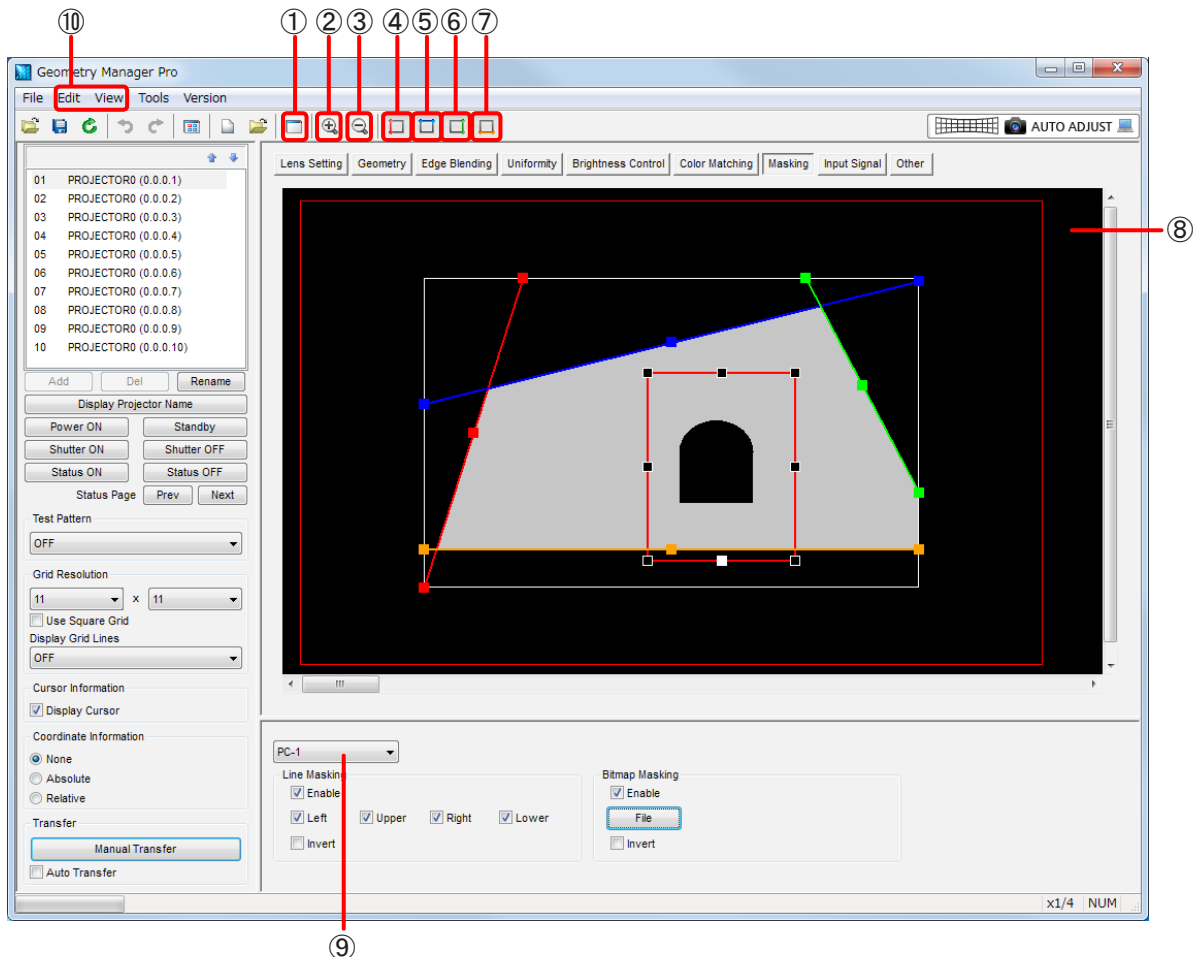 ⑩ ① ② ③ ④ ⑤ ⑥ ⑦
Geometry Manager Pro
File Edit View Tools Version
AUTO ADJUST
01 PROJECTOR0 (0.0.0.1)
02 PROJECTOR0 (0.0.0.2)
03 PROJECTOR0 (0.0.0.3)
04 PROJECTOR0 (0.0.0.4)
05 PROJECTOR0 (0.0.0.5)
06 PROJECTOR0 (0.0.0.6)
07 PROJECTOR0 (0.0.0.7)
08 PROJECTOR0 (0.0.0.8)
09 PROJECTOR0 (0.0.0.9)
10 PROJECTOR0 (0.0.0.10)
Add Del Rename
Display Projector Name
Power ON Standby
Shutter ON Shutter OFF
Status ON Status OFF
Status Page Prev Next
Test Pattern
OFF
Grid Resolution
11 x 11
Use Square Grid
Display Grid Lines
OFF
Cursor Information
Display Cursor
Coordinate Information
None
Absolute
Relative
Transfer
Manual Transfer
Auto Transfer
Lens Setting Geometry Edge Blending Uniformity Brightness Control Color Matching Masking Input Signal Other
⑧
PC-1
Line Masking
Enable
Left Upper Right Lower
Invert
Bitmap Masking
Enable
File
Invert
x1/4 NUM
⑨